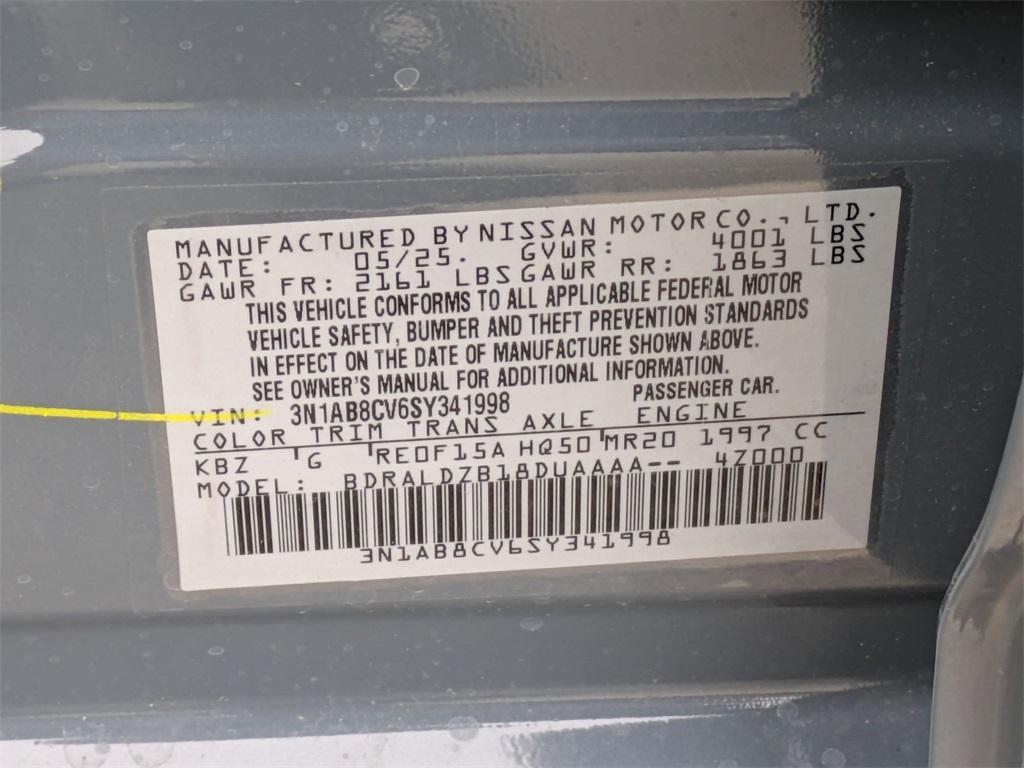 MANUFACTURED BY NISSAN MOTOR CO., LTD.
DATE: 05/25. GVWR: 4001 LBS
GAWR FR: 2161 LBS GAWR RR: 1863 LBS
THIS VEHICLE CONFORMS TO ALL APPLICABLE FEDERAL MOTOR
VEHICLE SAFETY, BUMPER AND THEFT PREVENTION STANDARDS
IN EFFECT ON THE DATE OF MANUFACTURE SHOWN ABOVE.
SEE OWNER'S MANUAL FOR ADDITIONAL INFORMATION.
VIN: 3N1AB8CV6SY341998 PASSENGER CAR.
COLOR TRIM TRANS AXLE ENGINE
KBZ G RE0F15A HQ50 MR20 1997 CC
MODEL: BDRALDZB18DUAAAA-- 4Z000
3N1AB8CV6SY341998